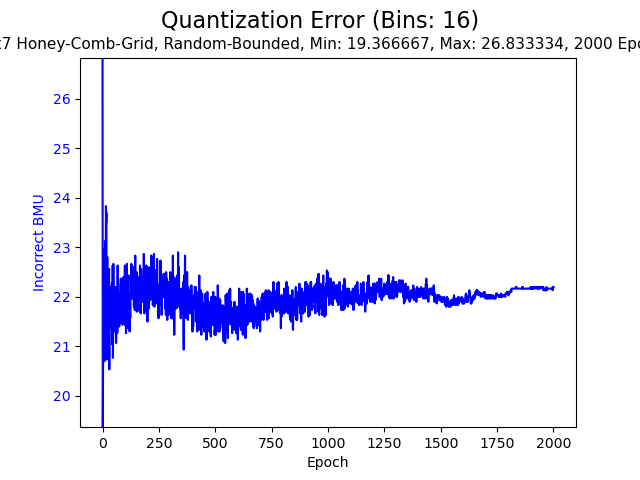 Quantization Error (Bins: 16)
7 Honey-Comb-Grid, Random-Bounded, Min: 19.366667, Max: 26.833334, 2000
26
25
24
23
22
21
20
Incorrect BMU
0 250 500 750 1000 1250 1500 1750 2000
Epoch